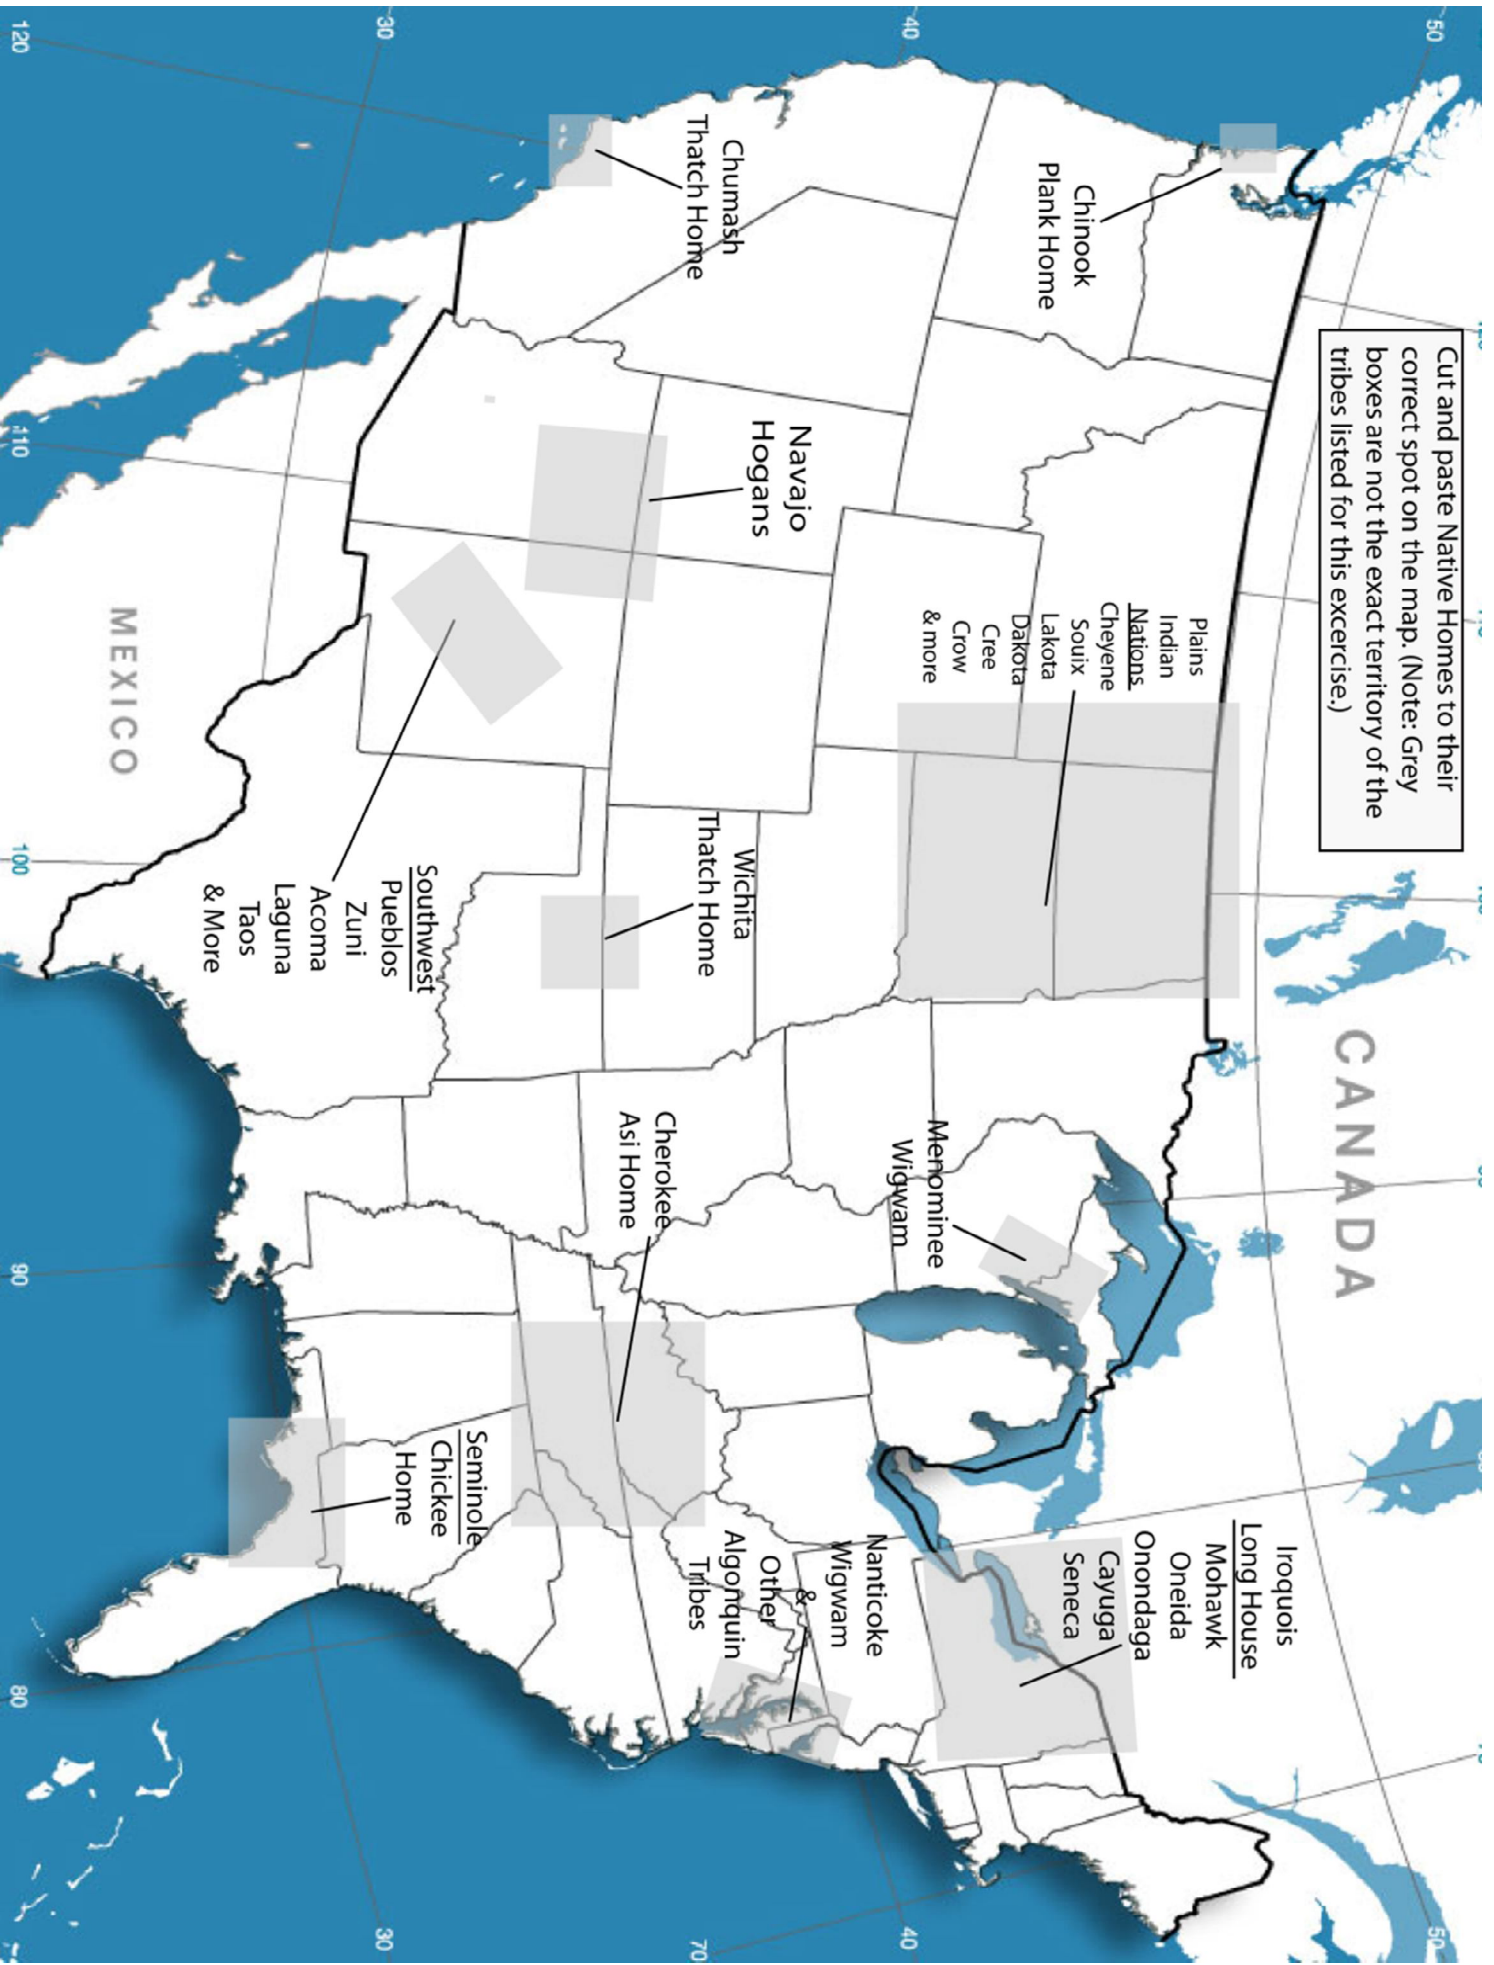 Cut and paste Native Homes to their
correct spot on the map. (Note: Grey
boxes are not the exact territory of the
tribes listed for this excercise.)
CANADA
MEXICO
Chinook
Plank Home
Chumash
Thatch Home
Navajo
Hogans
Plains
Indian
Nations
Cheyene
Souix
Lakota
Dakota
Cree
Crow
& more
Wichita
Thatch Home
Southwest
Pueblos
Zuni
Acoma
Laguna
Taos
& More
Menominee
Wigwam
Cherokee
Asi Home
Seminole
Chickee
Home
Iroquois
Long House
Mohawk
Oneida
Onondaga
Cayuga
Seneca
Nanticoke
Wigwam
&
Other
Algonquin
Tribes
50
40
30
120
110
100
90
80
70
30
40
50